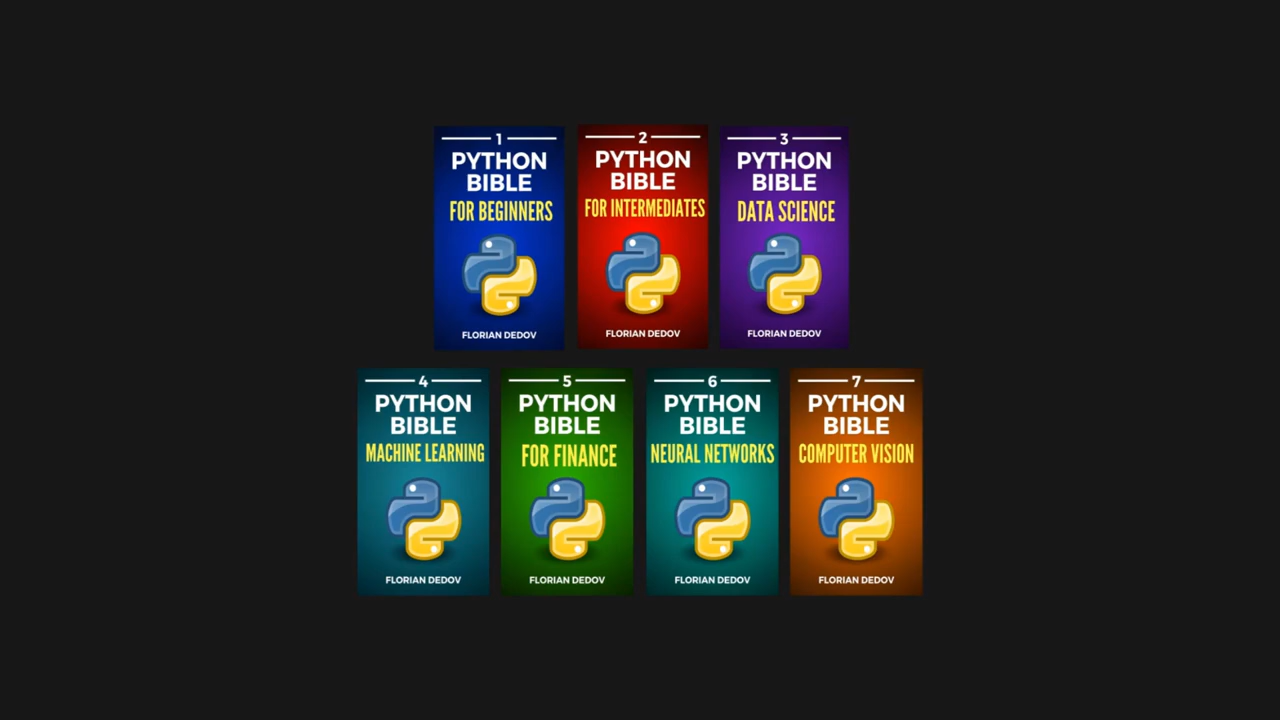 1
PYTHON
BIBLE
FOR BEGINNERS
FLORIAN DEDOV
2
PYTHON
BIBLE
FOR INTERMEDIATES
FLORIAN DEDOV
3
PYTHON
BIBLE
DATA SCIENCE
FLORIAN DEDOV
4
PYTHON
BIBLE
MACHINE LEARNING
FLORIAN DEDOV
5
PYTHON
BIBLE
FOR FINANCE
FLORIAN DEDOV
6
PYTHON
BIBLE
NEURAL NETWORKS
FLORIAN DEDOV
7
PYTHON
BIBLE
COMPUTER VISION
FLORIAN DEDOV